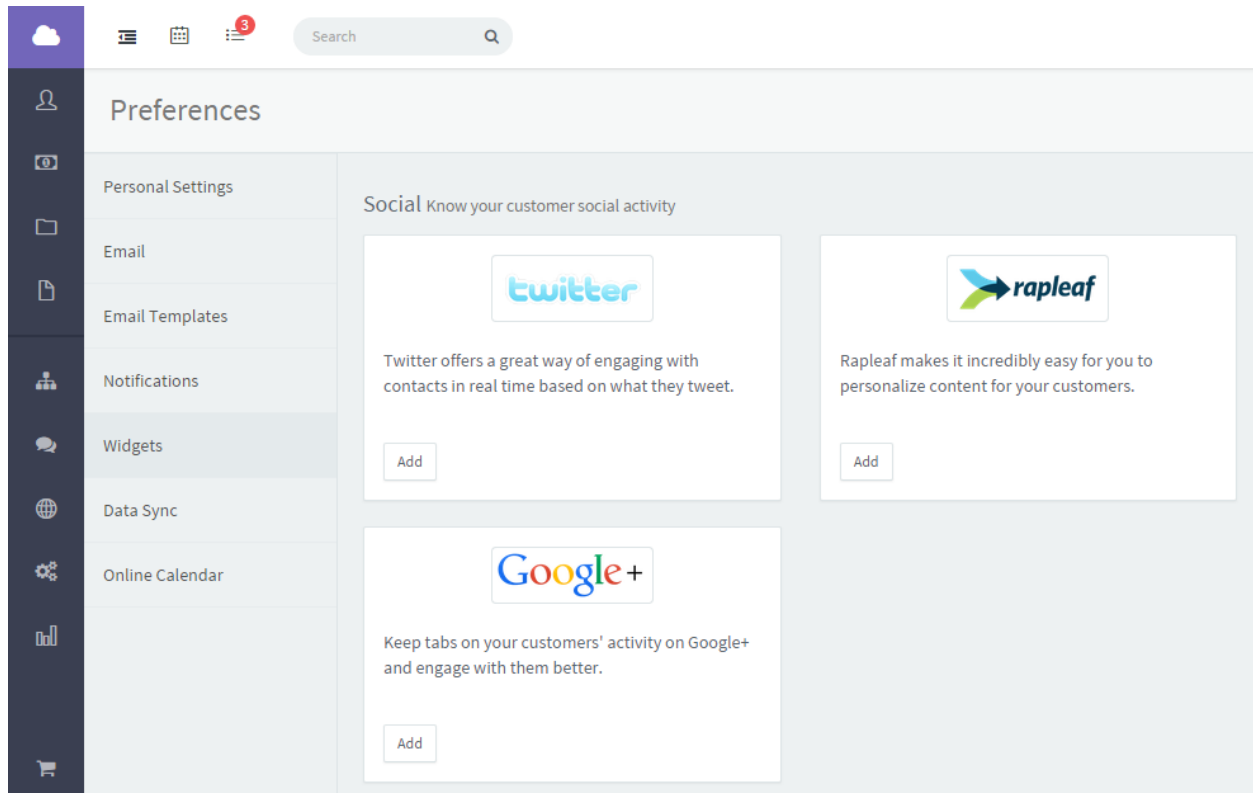 3
Search
Preferences
Personal Settings
Email
Email Templates
Notifications
Widgets
Data Sync
Online Calendar
Social Know your customer social activity
twitter
Twitter offers a great way of engaging with
contacts in real time based on what they tweet.
Add
rapleaf
Rapleaf makes it incredibly easy for you to
personalize content for your customers.
Add
Google+
Keep tabs on your customers' activity on Google+
and engage with them better.
Add